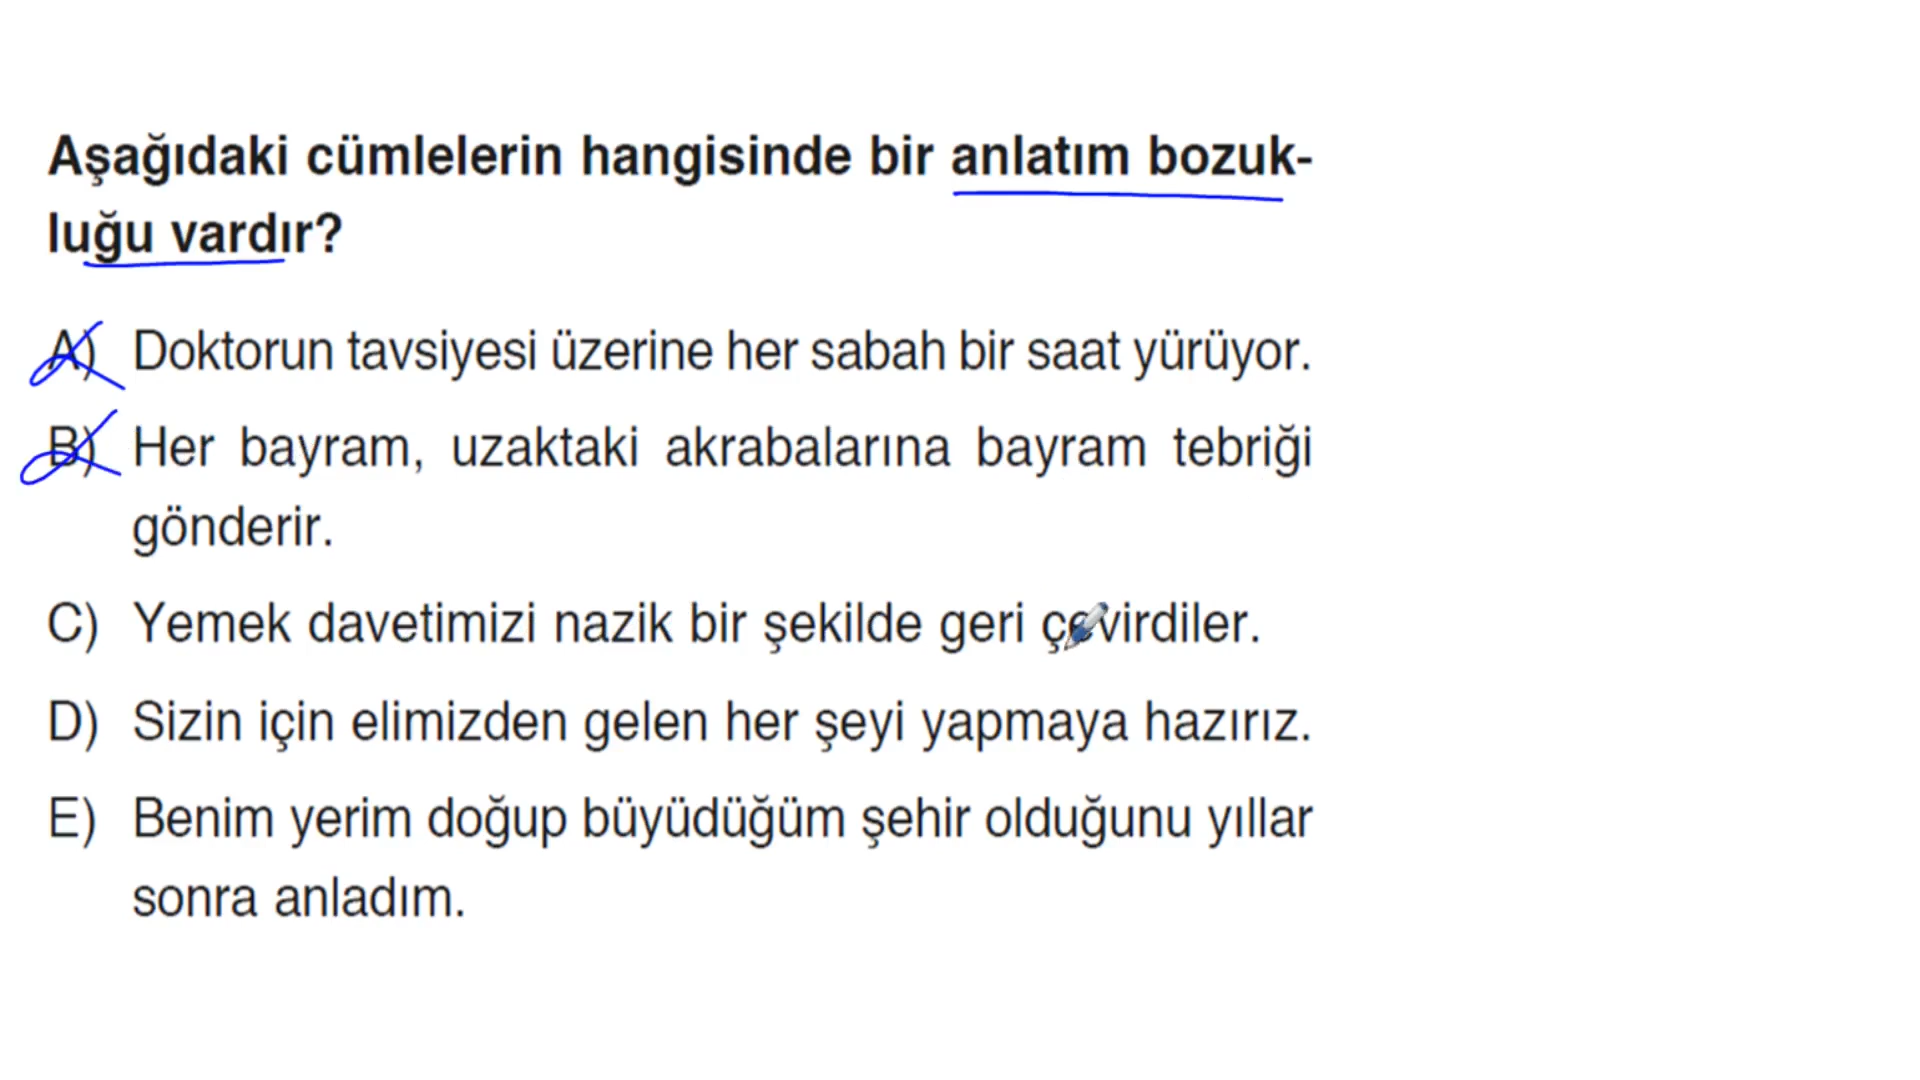 Aşağıdaki cümlelerin hangisinde bir anlatım bozuk-
luğu vardır?
A) Doktorun tavsiyesi üzerine her sabah bir saat yürüyor.
B) Her bayram, uzaktaki akrabalarına bayram tebriği
gönderir.
C) Yemek davetimizi nazik bir şekilde geri çevirdiler.
D) Sizin için elimizden gelen her şeyi yapmaya hazırız.
E) Benim yerim doğup büyüdüğüm şehir olduğunu yıllar
sonra anladım.